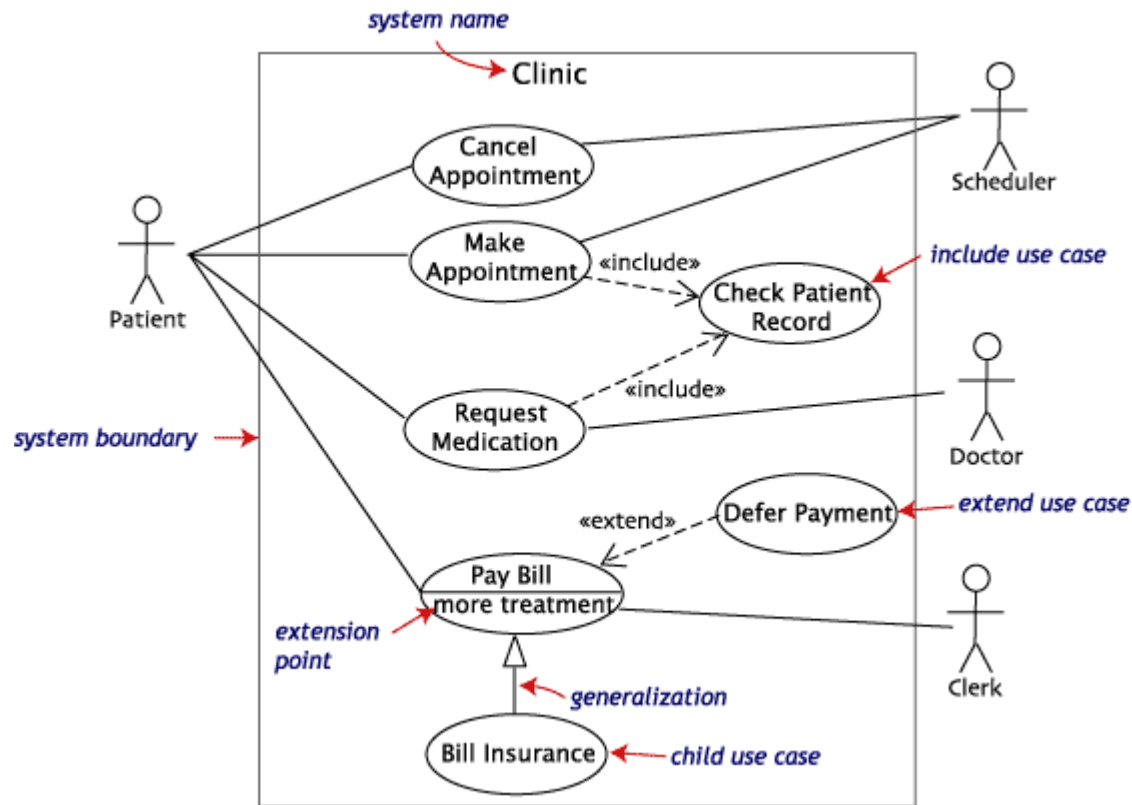 system name
Clinic
Cancel
Appointment
Scheduler
Make
Appointment
«include»
include use case
Check Patient
Record
Patient
«include»
Request
Medication
system boundary
Doctor
Defer Payment
extend use case
«extend»
Pay Bill
more treatment
extension
point
Clerk
generalization
Bill Insurance
child use case